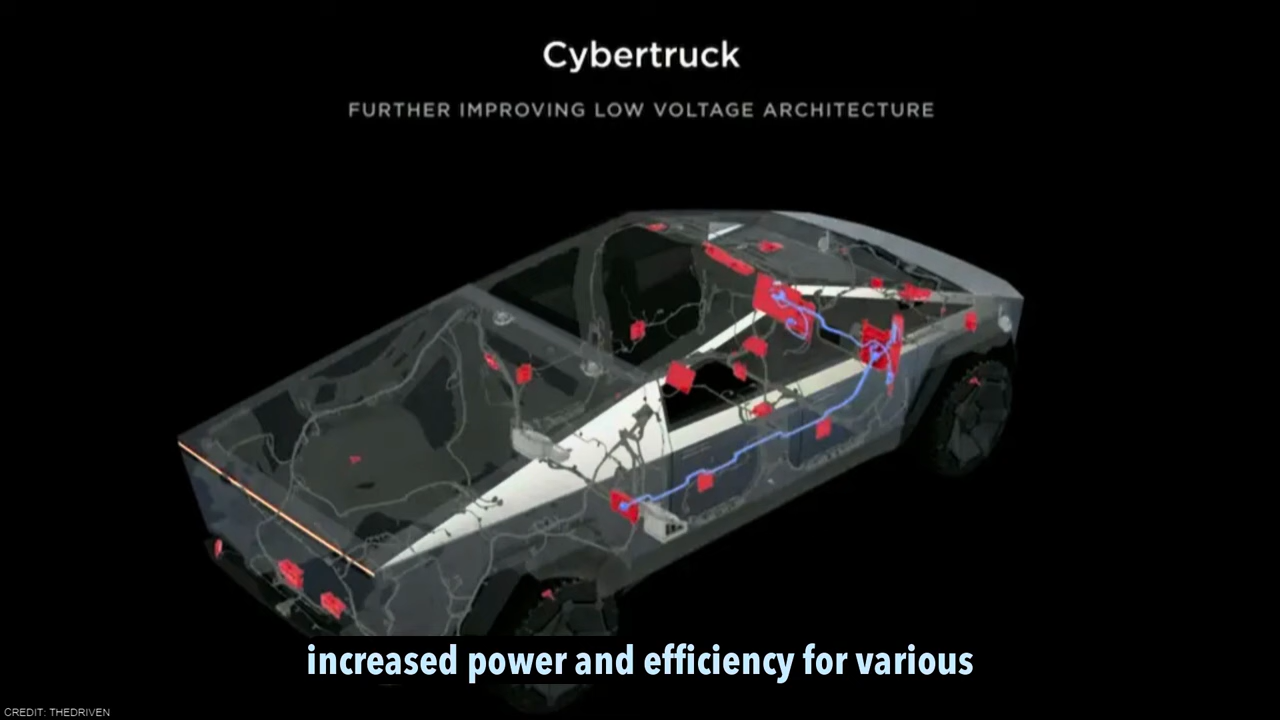 Cybertruck
FURTHER IMPROVING LOW VOLTAGE ARCHITECTURE
increased power and efficiency for various
CREDIT: THEDRIVEN